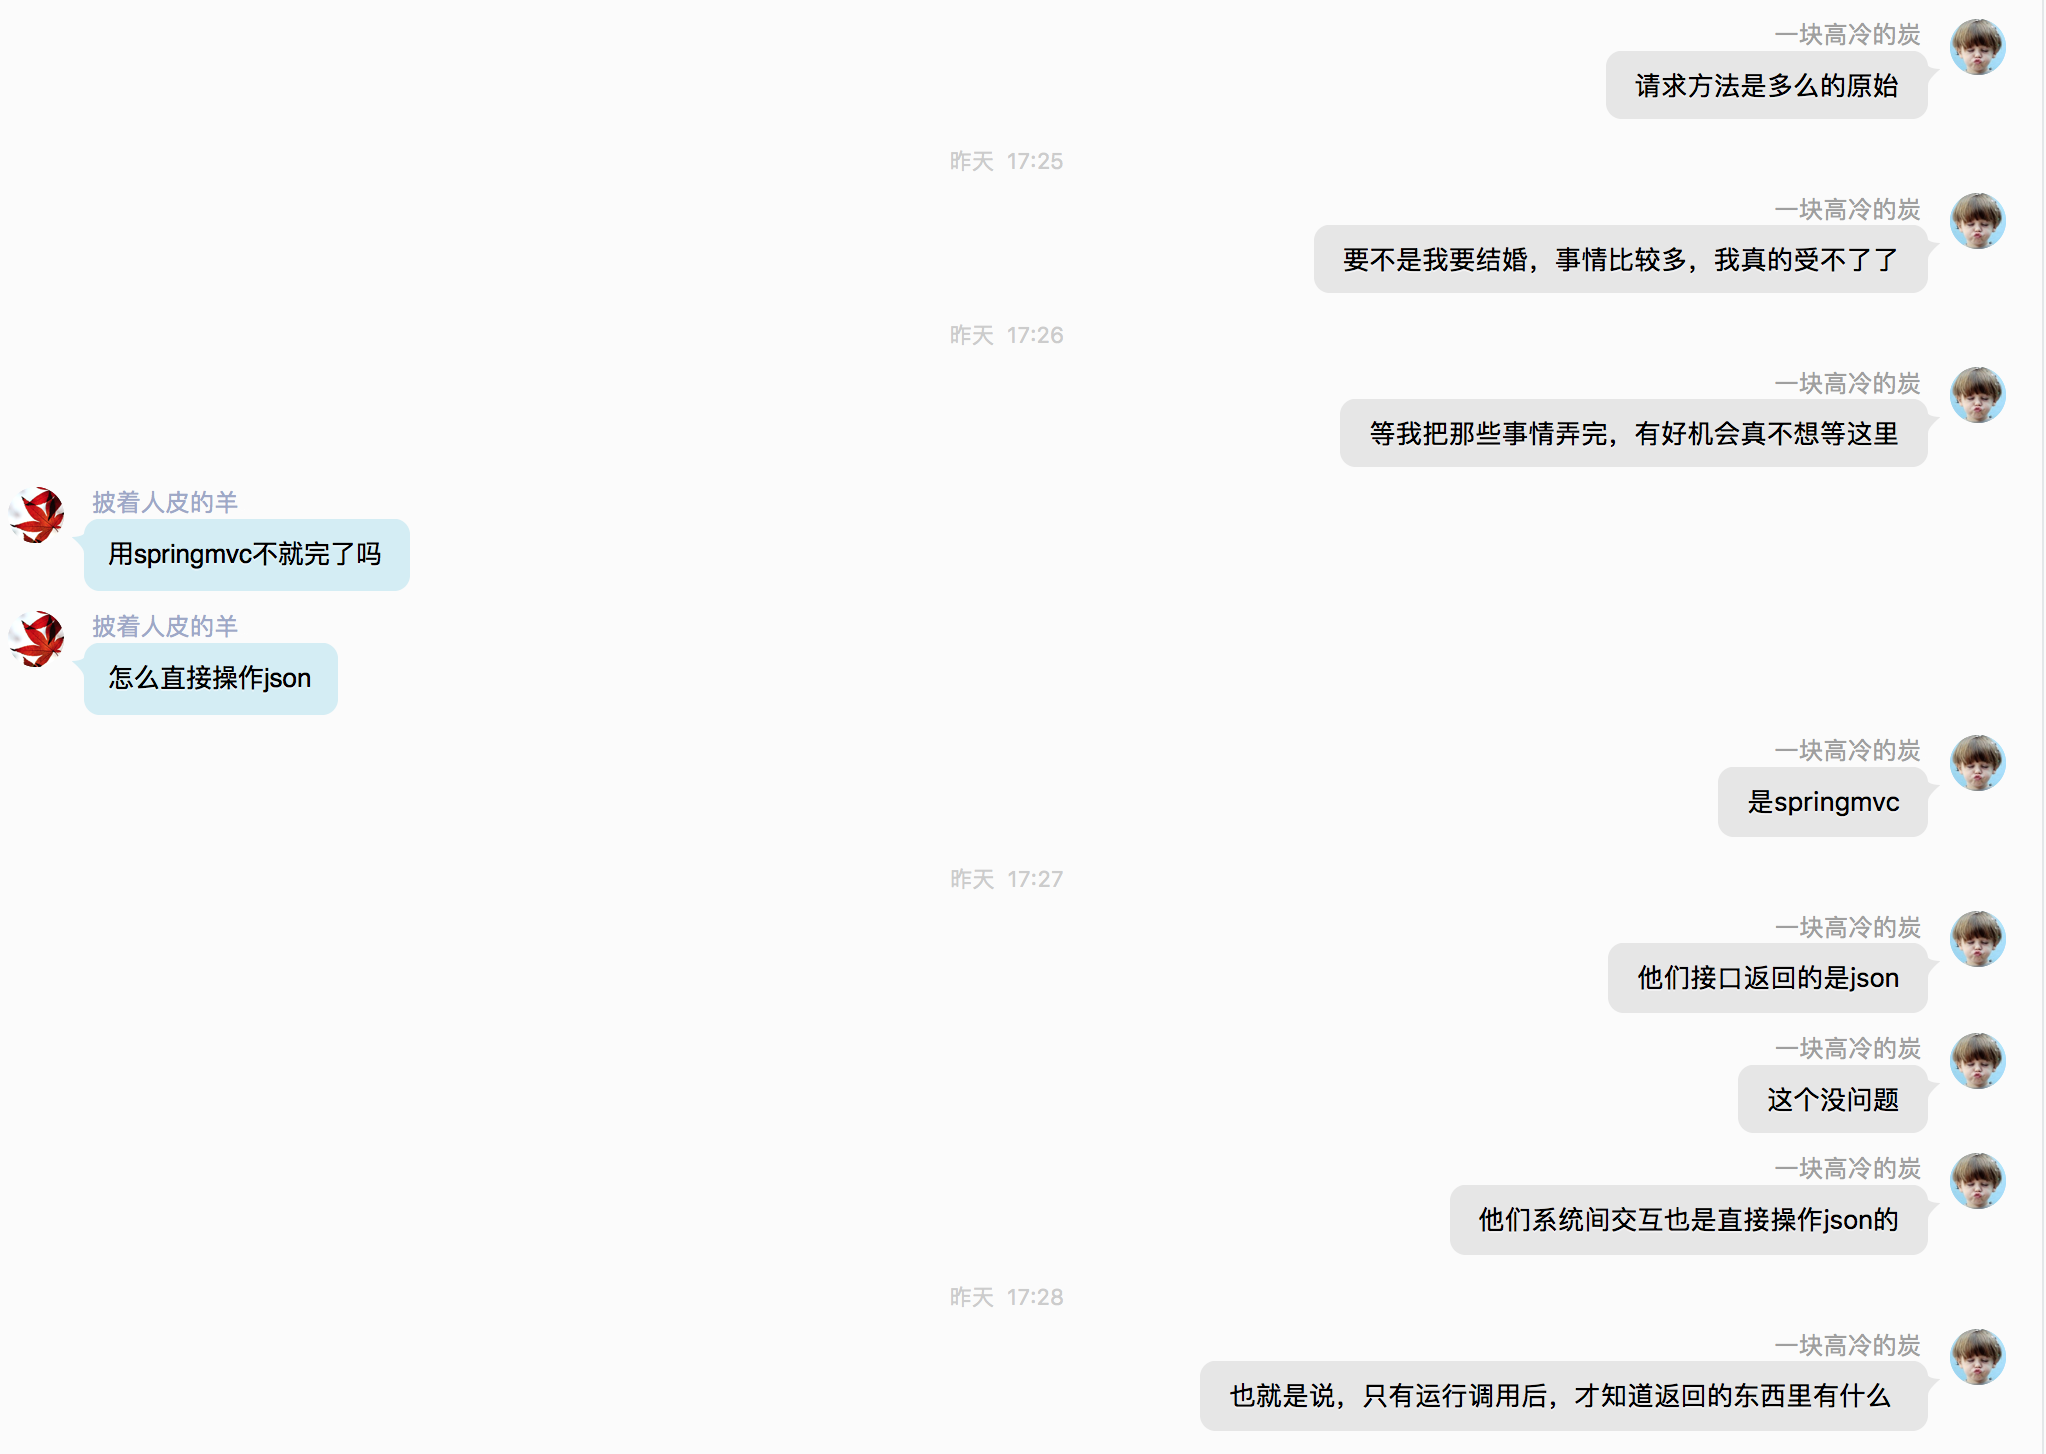 一块高冷的炭
请求方法是多么的原始
昨天 17:25
一块高冷的炭
要不是我要结婚，事情比较多，我真的受不了了
昨天 17:26
一块高冷的炭
等我把那些事情弄完，有好机会真不想等这里
披着人皮的羊
用springmvc不就完了吗
披着人皮的羊
怎么直接操作json
一块高冷的炭
是springmvc
昨天 17:27
一块高冷的炭
他们接口返回的是json
一块高冷的炭
这个没问题
一块高冷的炭
他们系统间交互也是直接操作json的
昨天 17:28
一块高冷的炭
也就是说，只有运行调用后，才知道返回的东西里有什么